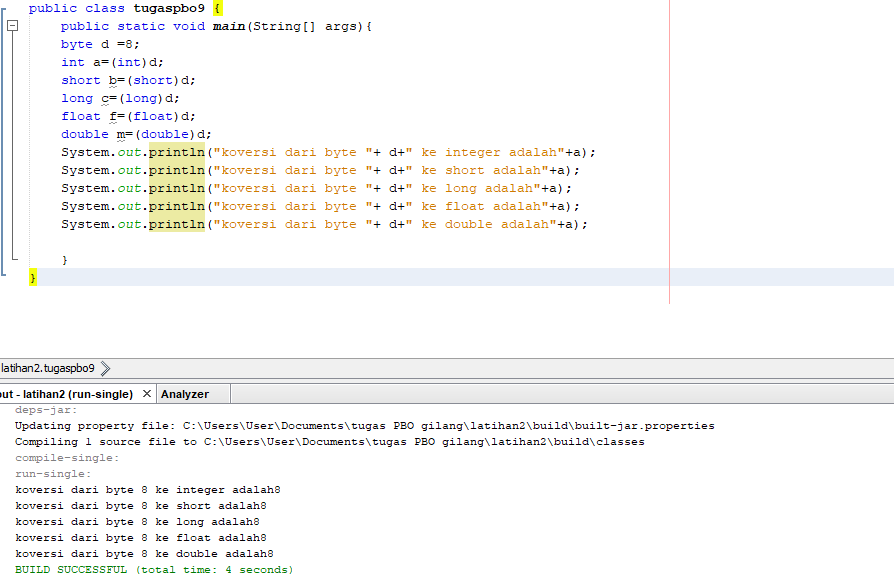 public class tugaspbo9 {
public static void main(String[] args){
byte d =8;
int a=(int)d;
short b=(short)d;
long c=(long)d;
float f=(float)d;
double m=(double)d;
System.out.println("koversi dari byte "+ d+" ke integer adalah"+a);
System.out.println("koversi dari byte "+ d+" ke short adalah"+a);
System.out.println("koversi dari byte "+ d+" ke long adalah"+a);
System.out.println("koversi dari byte "+ d+" ke float adalah"+a);
System.out.println("koversi dari byte "+ d+" ke double adalah"+a);
}
}
latihan2.tugaspbo9
out - latihan2 (run-single) × Analyzer
deps-jar:
Updating property file: C:\Users\User\Documents\tugas PBO gilang\latihan2\build\built-jar.properties
Compiling 1 source file to C:\Users\User\Documents\tugas PBO gilang\latihan2\build\classes
compile-single:
run-single:
koversi dari byte 8 ke integer adalah8
koversi dari byte 8 ke short adalah8
koversi dari byte 8 ke long adalah8
koversi dari byte 8 ke float adalah8
koversi dari byte 8 ke double adalah8
BUILD SUCCESSFUL (total time: 4 seconds)